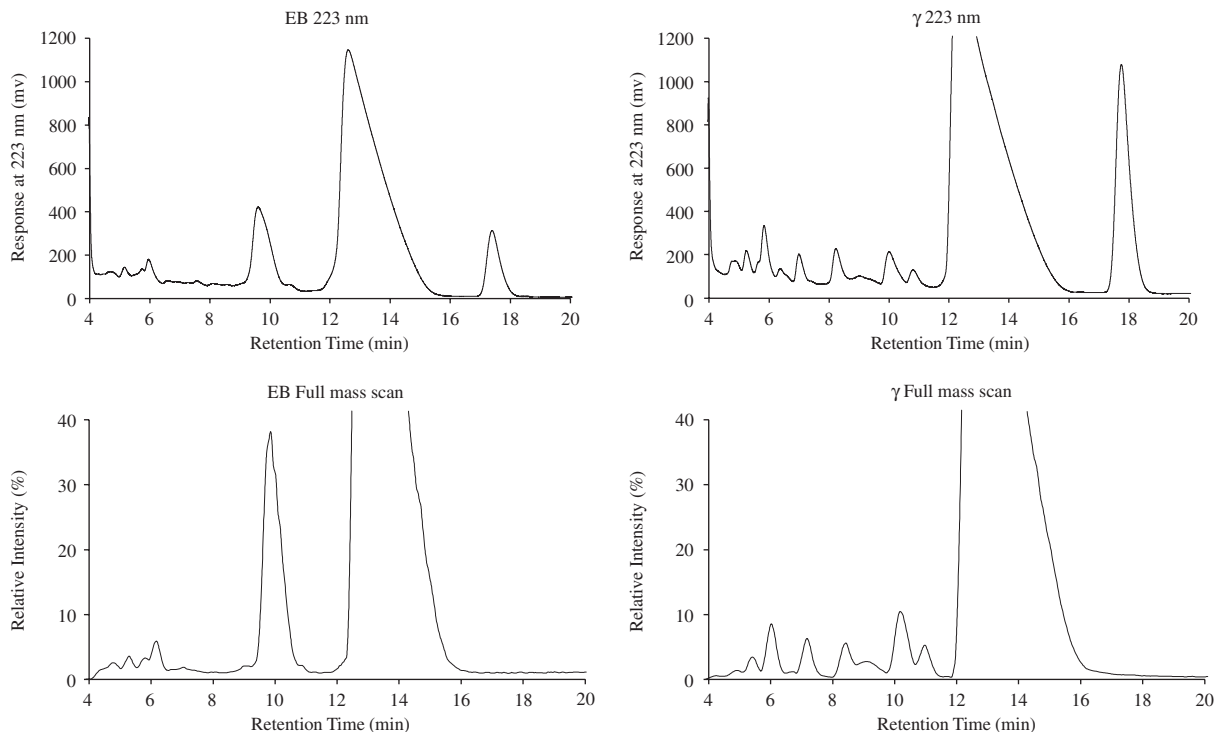 EB 223 nm
1200
1000
800
600
400
200
0
Response at 223 nm (mv)
4 6 8 10 12 14 16 18 20
Retention Time (min)
γ 223 nm
1200
1000
800
600
400
200
0
Response at 223 nm (mv)
4 6 8 10 12 14 16 18 20
Retention Time (min)
EB Full mass scan
40
30
20
10
0
Relative Intensity (%)
4 6 8 10 12 14 16 18 20
Retention Time (min)
γ Full mass scan
40
30
20
10
0
Relative Intensity (%)
4 6 8 10 12 14 16 18 20
Retention Time (min)